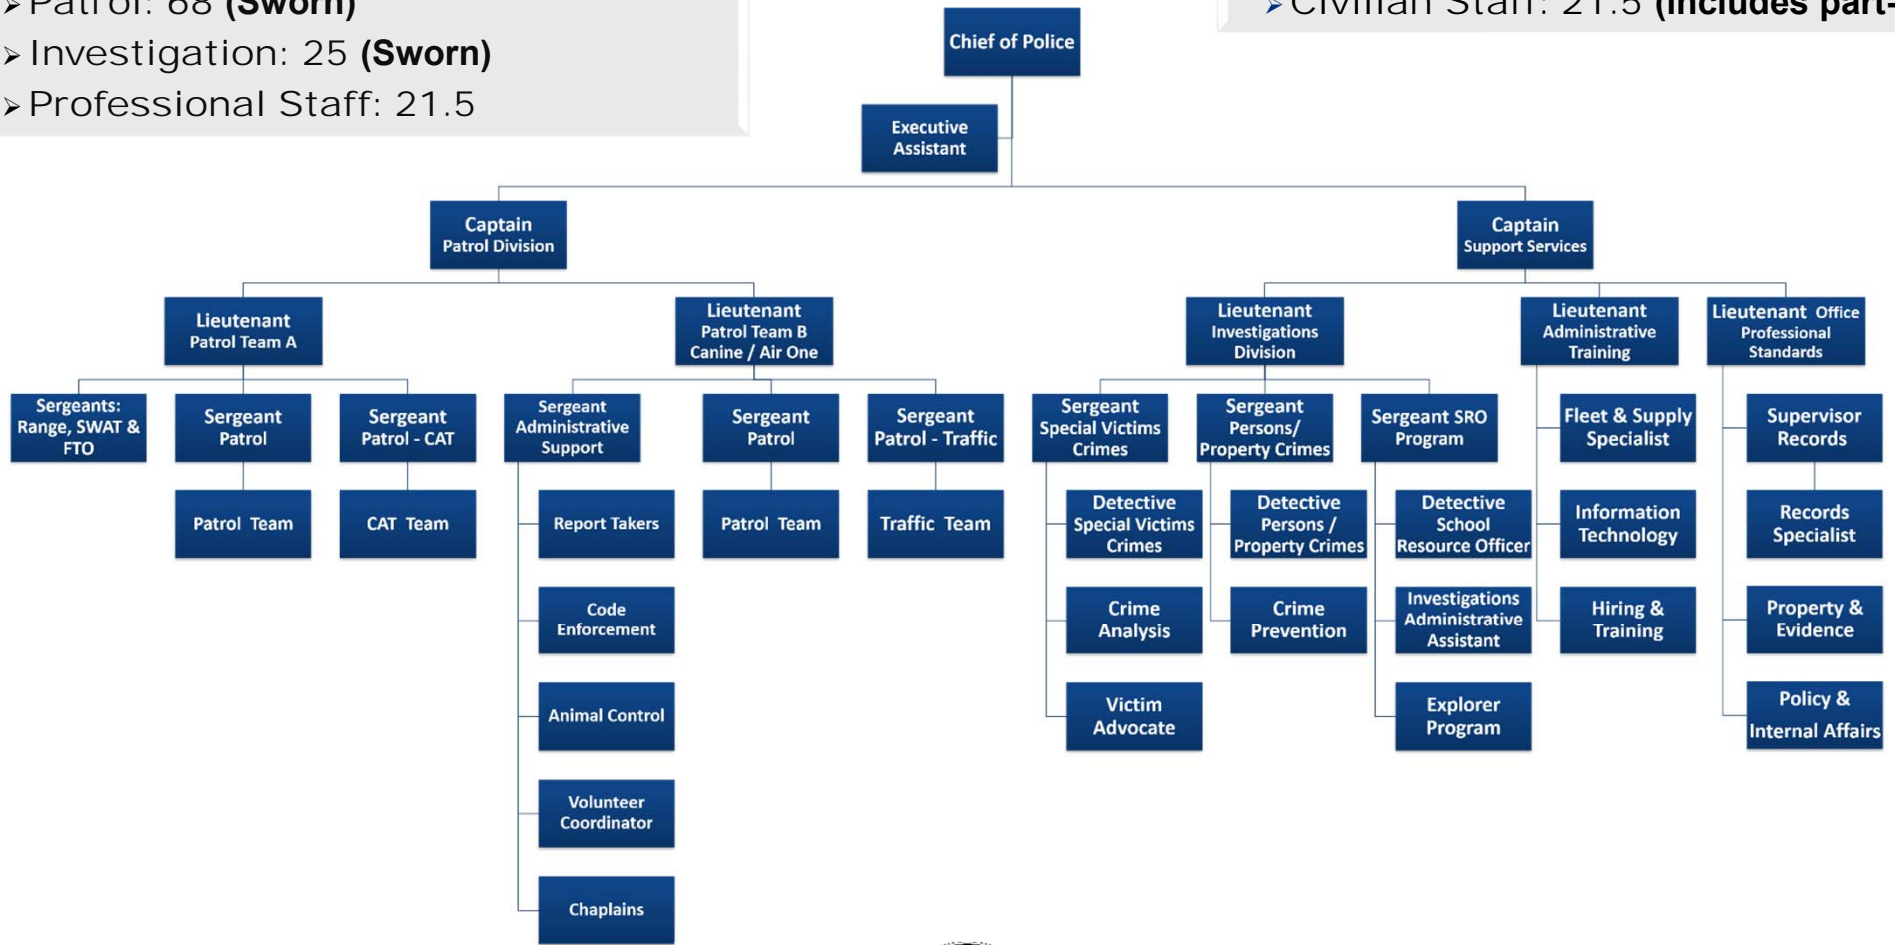 ➢Patrol: 68 (Sworn)
➢Investigation: 25 (Sworn)
➢Professional Staff: 21.5
➢Civilian Staff: 21.5 (includes part-
Chief of Police
Executive
Assistant
Captain
Patrol Division
Captain
Support Services
Lieutenant
Patrol Team A
Lieutenant
Patrol Team B
Canine / Air One
Lieutenant
Investigations
Division
Lieutenant
Administrative
Training
Lieutenant Office
Professional
Standards
Sergeants:
Range, SWAT &
FTO
Sergeant
Patrol
Sergeant
Patrol - CAT
Sergeant
Administrative
Support
Sergeant
Patrol
Sergeant
Patrol - Traffic
Sergeant
Special Victims
Crimes
Sergeant
Persons/
Property Crimes
Sergeant SRO
Program
Fleet & Supply
Specialist
Supervisor
Records
Patrol Team
CAT Team
Report Takers
Patrol Team
Traffic Team
Detective
Special Victims
Crimes
Detective
Persons /
Property Crimes
Detective
School
Resource Officer
Information
Technology
Records
Specialist
Code
Enforcement
Crime
Analysis
Crime
Prevention
Investigations
Administrative
Assistant
Hiring &
Training
Property &
Evidence
Animal Control
Victim
Advocate
Explorer
Program
Policy &
Internal Affairs
Volunteer
Coordinator
Chaplains